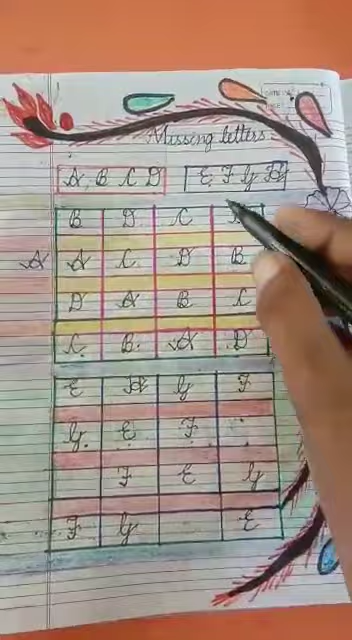 Missing letters
A, B C D E, F G H
B D C
A A C D B
D A B C
C B A D
E H G F
G E F
F E G
F G E